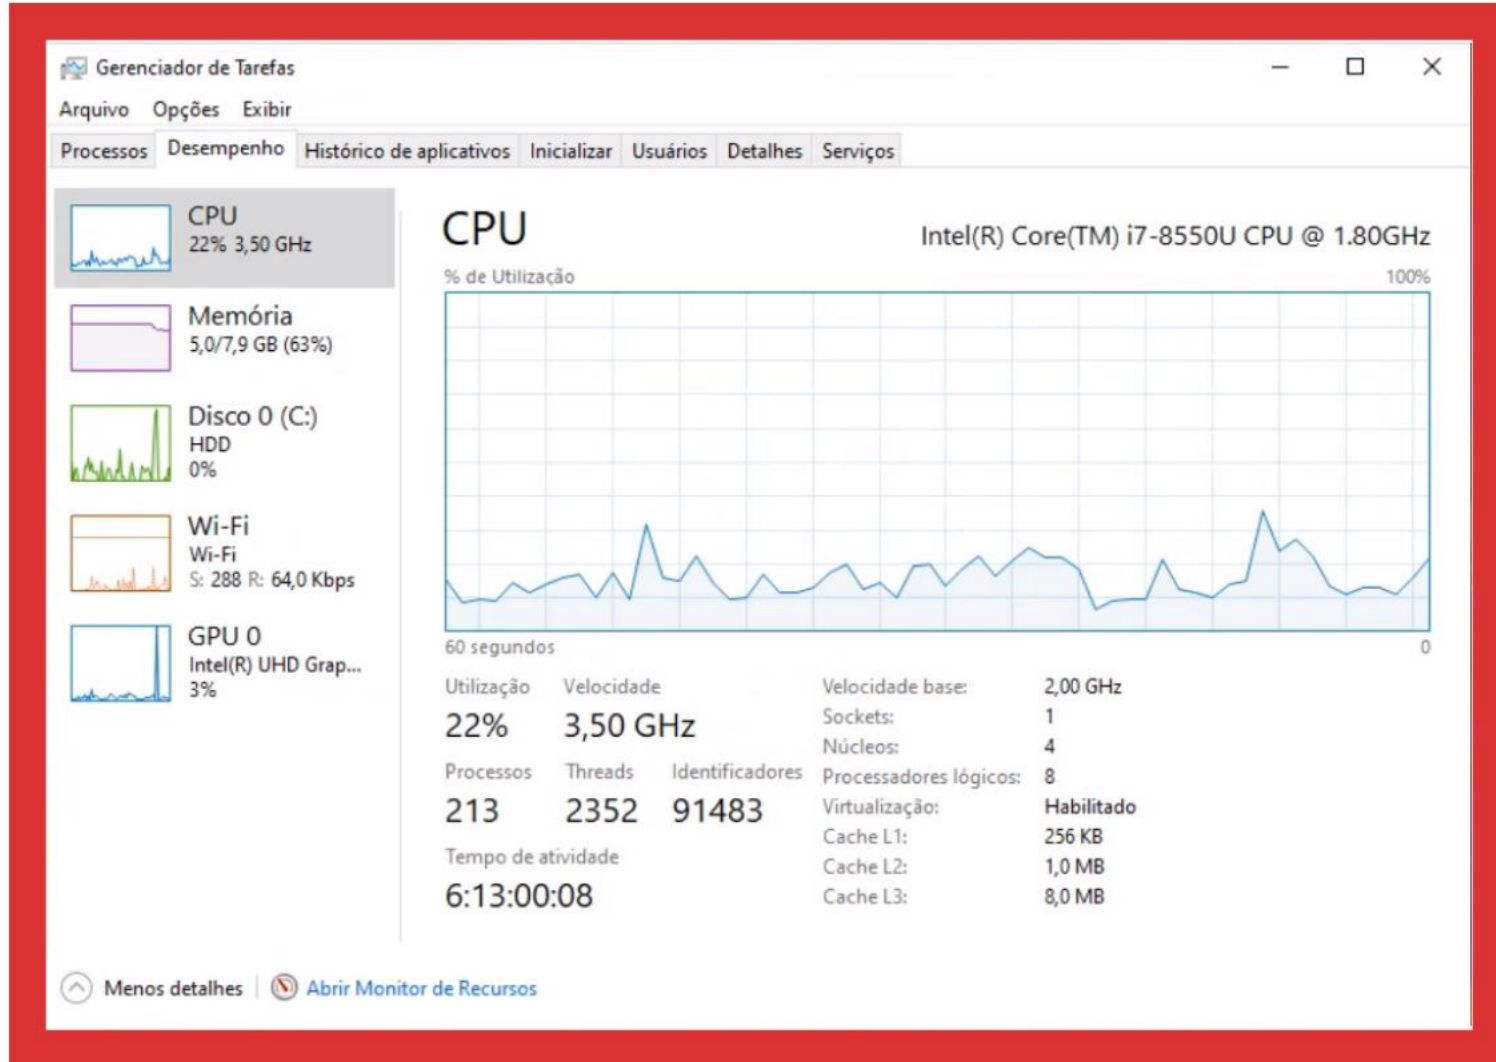 Gerenciador de Tarefas
Arquivo Opções Exibir
Processos Desempenho Histórico de aplicativos Inicializar Usuários Detalhes Serviços
CPU
22% 3,50 GHz
Memória
5,0/7,9 GB (63%)
Disco 0 (C:)
HDD
0%
Wi-Fi
Wi-Fi
S: 288 R: 64,0 Kbps
GPU 0
Intel(R) UHD Grap...
3%
CPU
Intel(R) Core(TM) i7-8550U CPU @ 1.80GHz
% de Utilização 100%
60 segundos 0
Utilização Velocidade
22% 3,50 GHz
Processos Threads Identificadores
213 2352 91483
Tempo de atividade
6:13:00:08
Velocidade base: 2,00 GHz
Sockets: 1
Núcleos: 4
Processadores lógicos: 8
Virtualização: Habilitado
Cache L1: 256 KB
Cache L2: 1,0 MB
Cache L3: 8,0 MB
Menos detalhes Abrir Monitor de Recursos